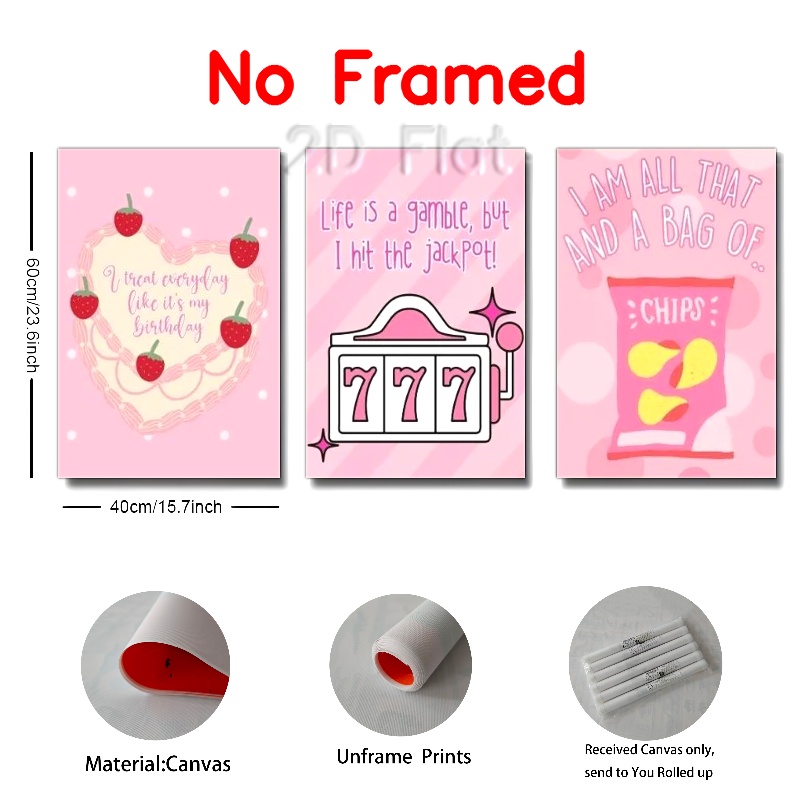 No Framed
2D Flat
60cm/23.6inch
I treat everyday
like it's my
birthday
Life is a gamble, but
I hit the jackpot!
777
I AM ALL THAT
AND A BAG OF..
CHIPS
40cm/15.7inch
Material:Canvas
Unframe Prints
Received Canvas only,
send to You Rolled up